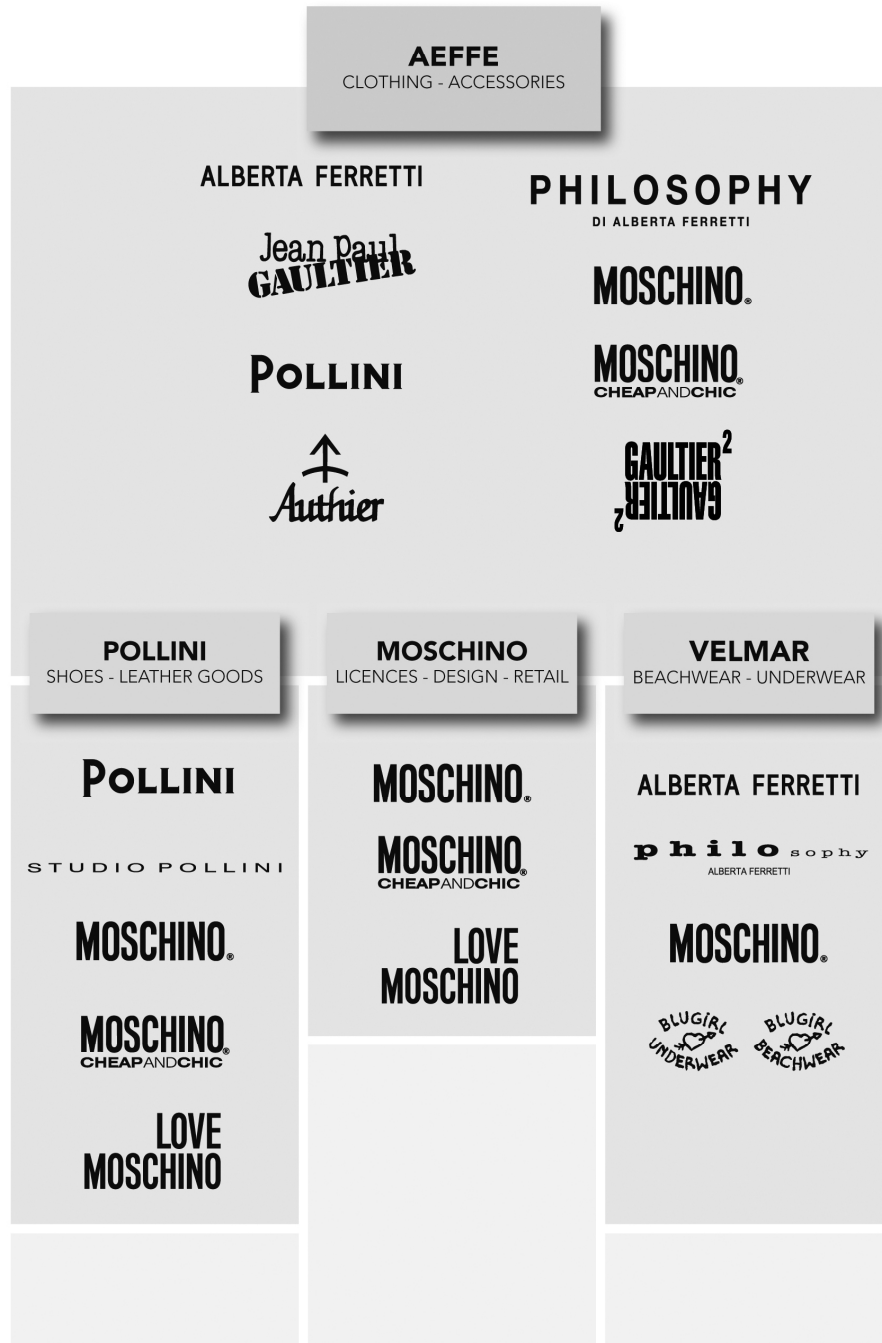 AEFFE
CLOTHING - ACCESSORIES
ALBERTA FERRETTI
Jean Paul
GAULTIER
POLLINI
Authier
PHILOSOPHY
DI ALBERTA FERRETTI
MOSCHINO®
MOSCHINO®
CHEAPANDCHIC
GAULTIER²
GAULTIER²
POLLINI
SHOES - LEATHER GOODS
POLLINI
STUDIO POLLINI
MOSCHINO®
MOSCHINO®
CHEAPANDCHIC
LOVE
MOSCHINO
MOSCHINO
LICENCES - DESIGN - RETAIL
MOSCHINO®
MOSCHINO®
CHEAPANDCHIC
LOVE
MOSCHINO
VELMAR
BEACHWEAR - UNDERWEAR
ALBERTA FERRETTI
philosophy
ALBERTA FERRETTI
MOSCHINO®
BLUGiRL
UNDERWEAR
BLUGiRL
BEACHWEAR